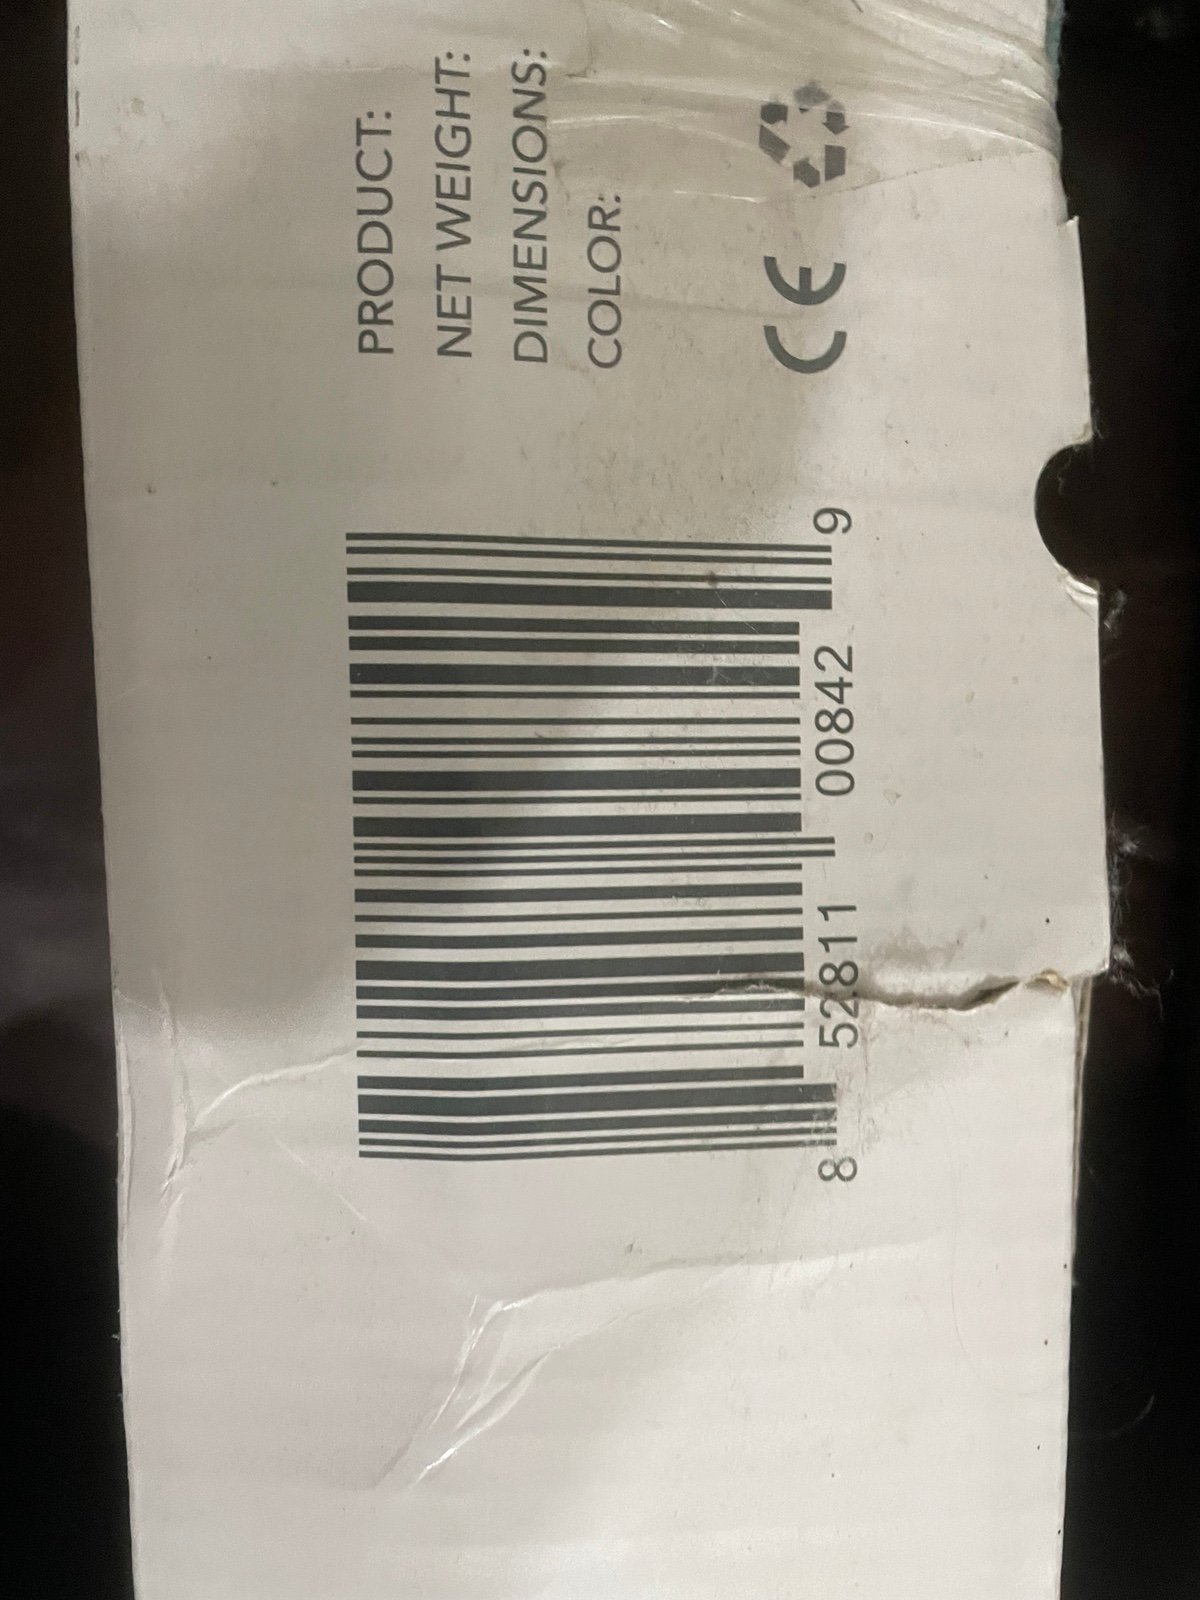 PRODUCT:
NET WEIGHT:
DIMENSIONS:
COLOR:
CE
8 52811 00842 9